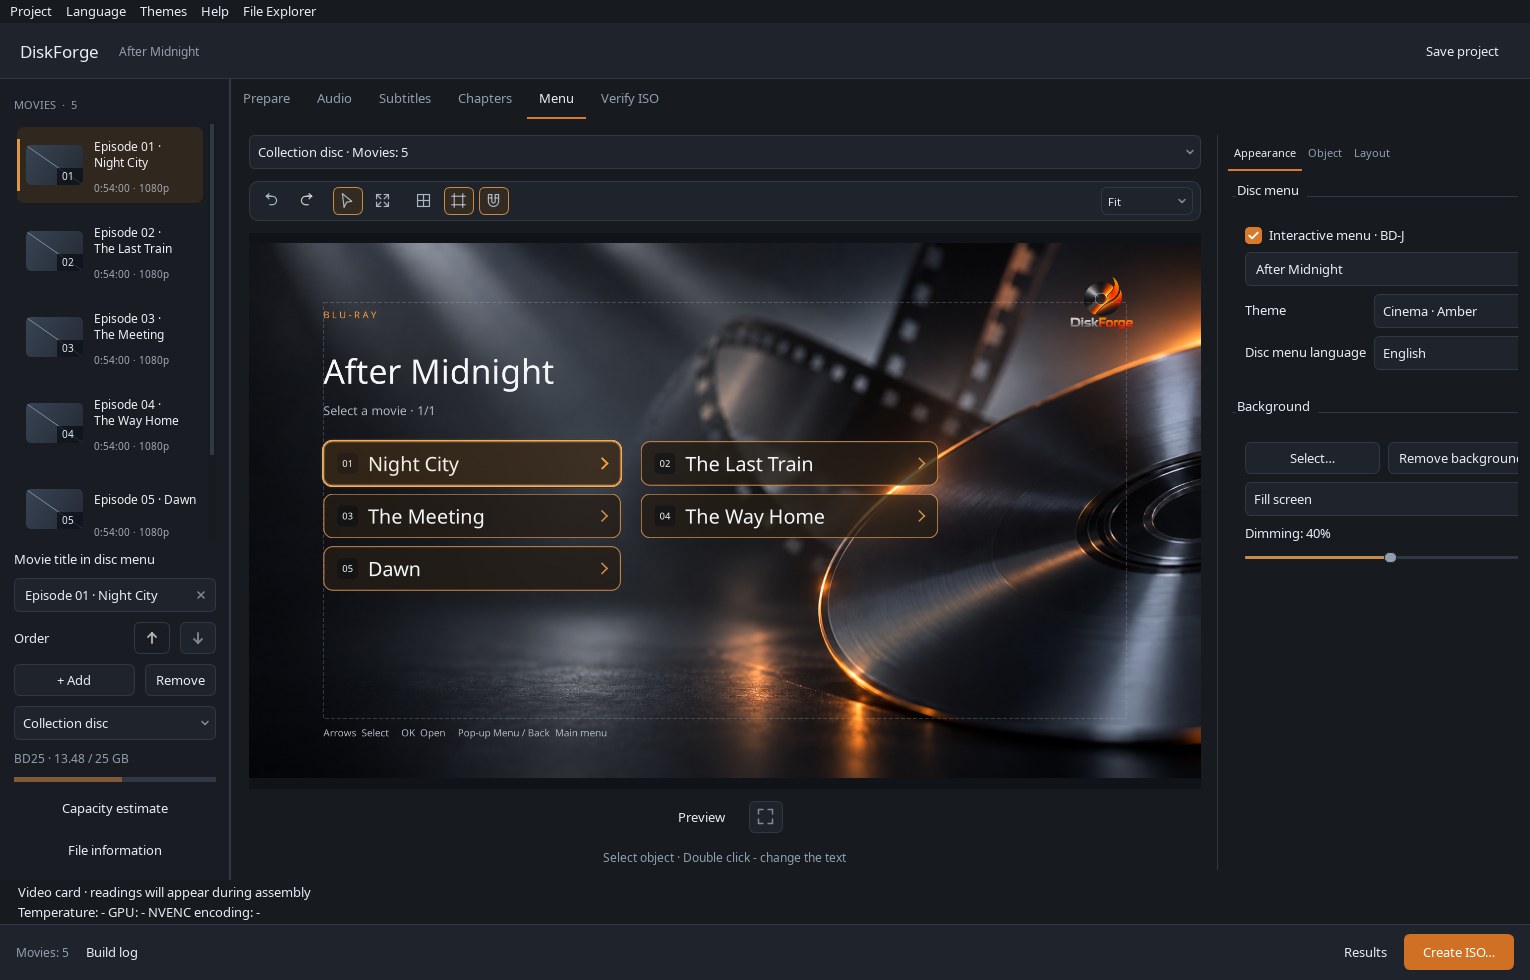 Project Language Themes Help File Explorer
DiskForge After Midnight
Save project
MOVIES · 5
Episode 01 ·
Night City
01
0:54:00 · 1080p
Episode 02 ·
The Last Train
02
0:54:00 · 1080p
Episode 03 ·
The Meeting
03
0:54:00 · 1080p
Episode 04 ·
The Way Home
04
0:54:00 · 1080p
Episode 05 · Dawn
05
0:54:00 · 1080p
Movie title in disc menu
Episode 01 · Night City
Order
+ Add Remove
Collection disc
BD25 · 13.48 / 25 GB
Capacity estimate
File information
Prepare Audio Subtitles Chapters Menu Verify ISO
Collection disc · Movies: 5
Fit
BLU-RAY
DiskForge
After Midnight
Select a movie · 1/1
01 Night City
02 The Last Train
03 The Meeting
04 The Way Home
05 Dawn
Arrows Select OK Open Pop-up Menu / Back Main menu
Preview
Select object · Double click - change the text
Appearance Object Layout
Disc menu
Interactive menu · BD-J
After Midnight
Theme Cinema · Amber
Disc menu language English
Background
Select... Remove background
Fill screen
Dimming: 40%
Video card · readings will appear during assembly
Temperature: - GPU: - NVENC encoding: -
Movies: 5 Build log
Results Create ISO...